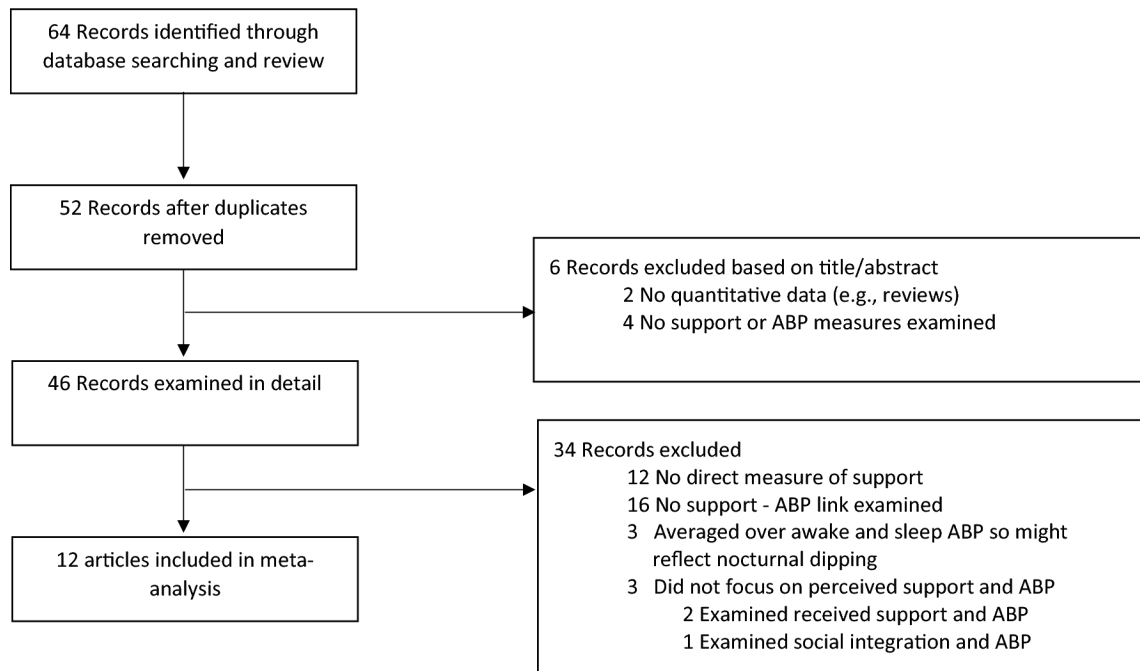 64 Records identified through
database searching and review
52 Records after duplicates
removed
6 Records excluded based on title/abstract
2 No quantitative data (e.g., reviews)
4 No support or ABP measures examined
46 Records examined in detail
34 Records excluded
12 No direct measure of support
16 No support - ABP link examined
3 Averaged over awake and sleep ABP so might
reflect nocturnal dipping
3 Did not focus on perceived support and ABP
2 Examined received support and ABP
1 Examined social integration and ABP
12 articles included in meta-
analysis